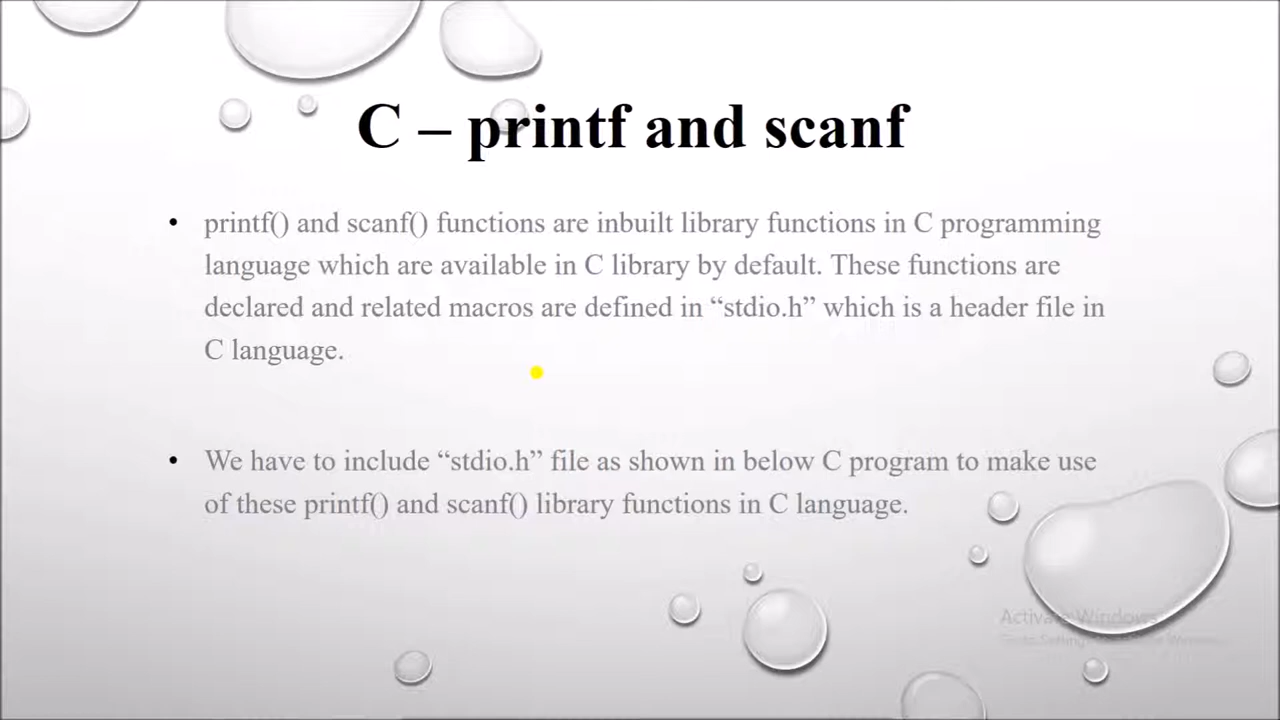 C – printf and scanf
• printf() and scanf() functions are inbuilt library functions in C programming
language which are available in C library by default. These functions are
declared and related macros are defined in “stdio.h” which is a header file in
C language.
• We have to include “stdio.h” file as shown in below C program to make use
of these printf() and scanf() library functions in C language.
Activate Windows